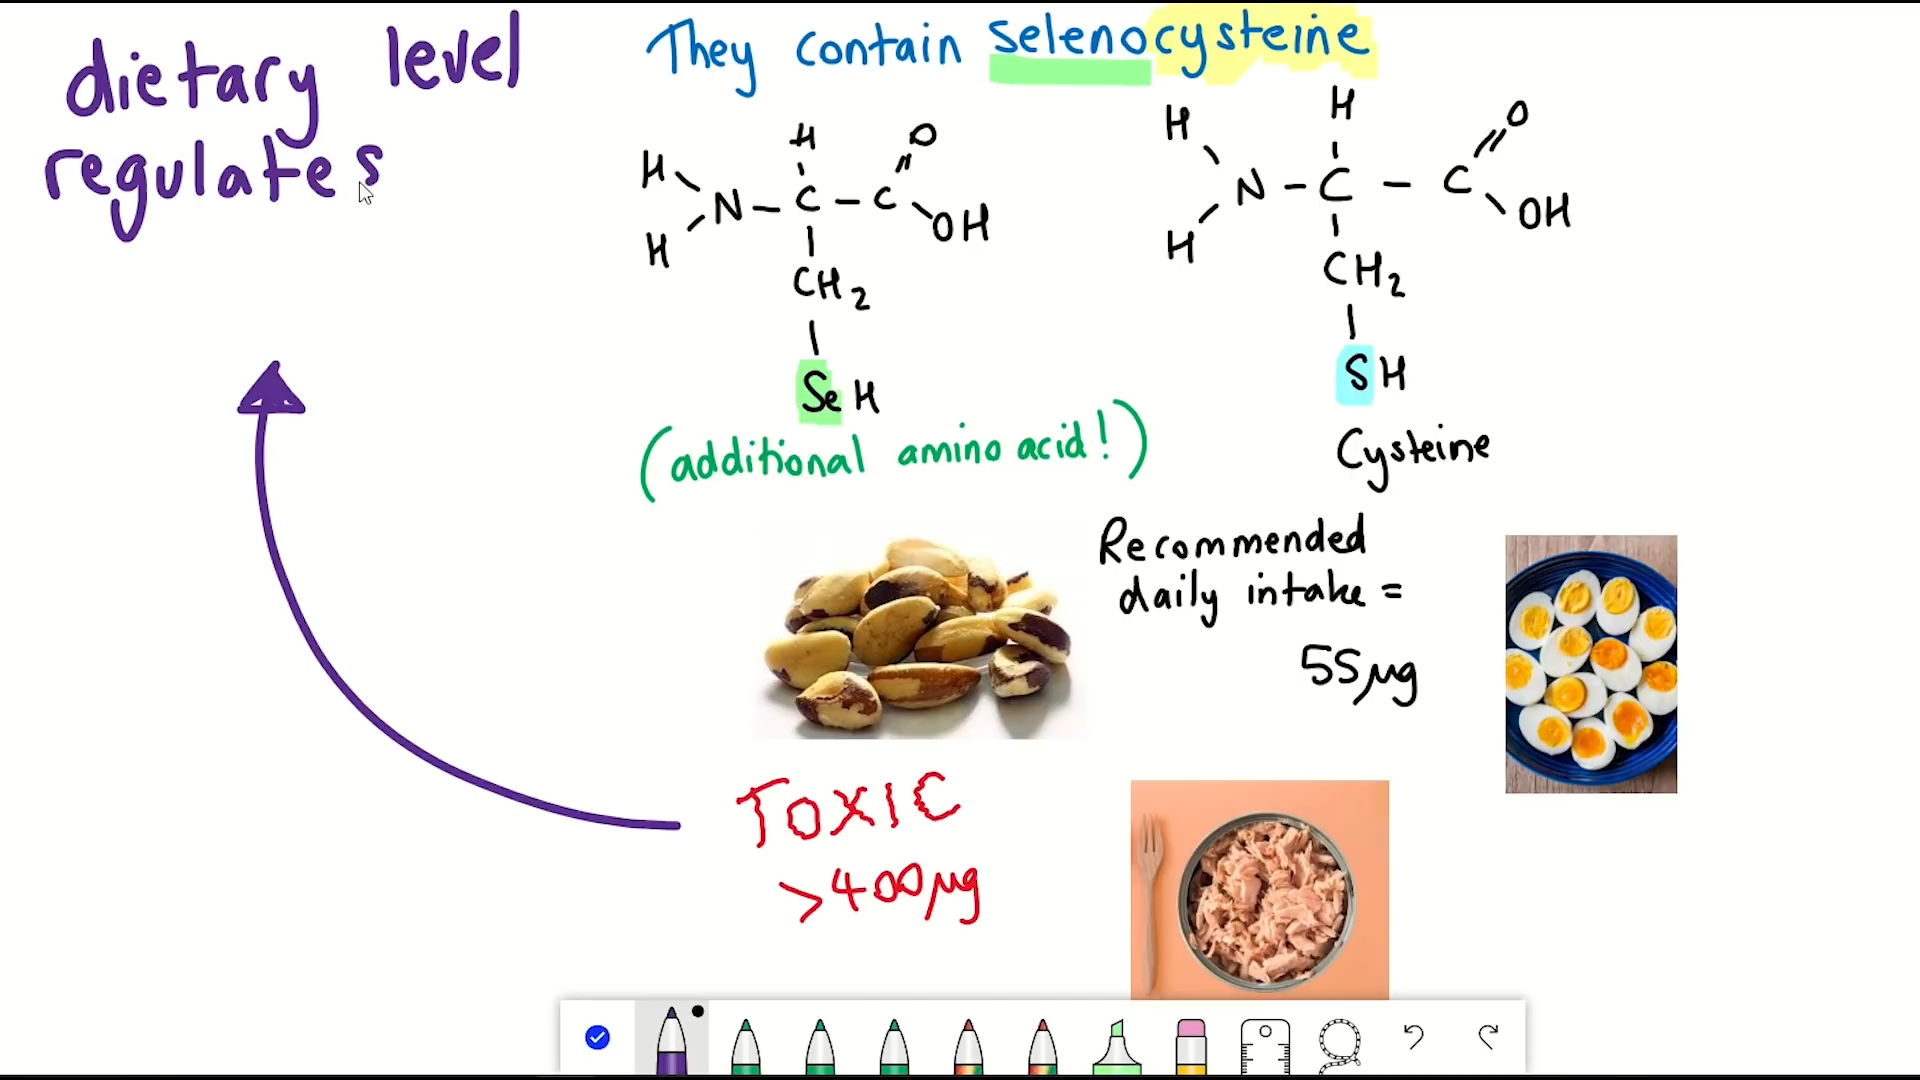 dietary level
regulates
They contain selenocysteine
H
H
O
H
N - C - C
OH
CH2
SeH
(additional amino acid!)
H
H
O
H
N - C - C
OH
CH2
SH
Cysteine
Recommended
daily intake =
55μg
TOXIC
>400μg